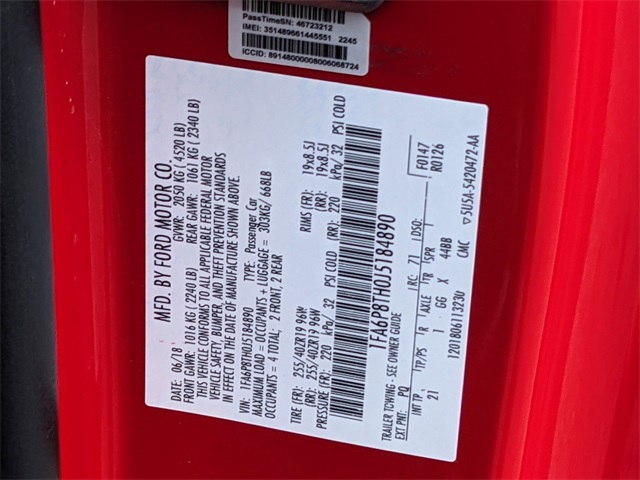 PassTimeSN: 46723212
IMEI: 351489661445551 2245
ICCID: 89148000008006068724
MFD. BY FORD MOTOR CO.
06/18 GVWR: 2050 KG ( 4520 LB)
FRONT GAWR: 1016 KG ( 2240 LB) REAR GAWR: 1061 KG ( 2340 LB)
THIS VEHICLE CONFORMS TO ALL APPLICABLE FEDERAL MOTOR
VEHICLE SAFETY, BUMPER, AND THEFT PREVENTION STANDARDS
IN EFFECT ON THE DATE OF MANUFACTURE SHOWN ABOVE.
VIN: 1FA6P8TH0J5184890 TYPE: Passenger Car
MAXIMUM LOAD = OCCUPANTS + LUGGAGE = 303KG/ 668LB
OCCUPANTS = 4 TOTAL; 2 FRONT, 2 REAR
TIRE (FR): 255/40ZR19 96W RIMS (FR): 19x8.5J
(RR): 255/40ZR19 96W (RR): 19x8.5J
PRESSURE (FR): 220 kPa/ 32 PSI COLD (RR): 220 kPa/ 32 PSI COLD
1FA6P8TH0J5184890
TRAILER TOWING - SEE OWNER GUIDE F0147
EXT PNT: PQ RC: 71 DSO: R0126
INT TR TP/PS R AXLE TR SPR
21 1 GG X 44BB
1201806113230 CMC ▽5U5A-5420472-AA